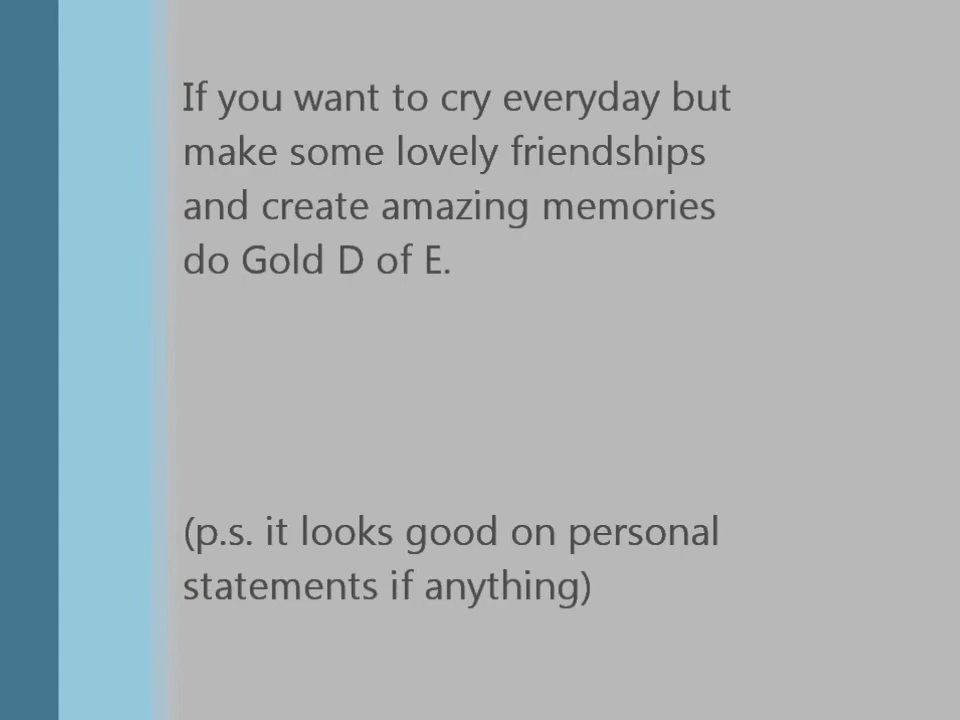 If you want to cry everyday but
make some lovely friendships
and create amazing memories
do Gold D of E.
(p.s. it looks good on personal
statements if anything)